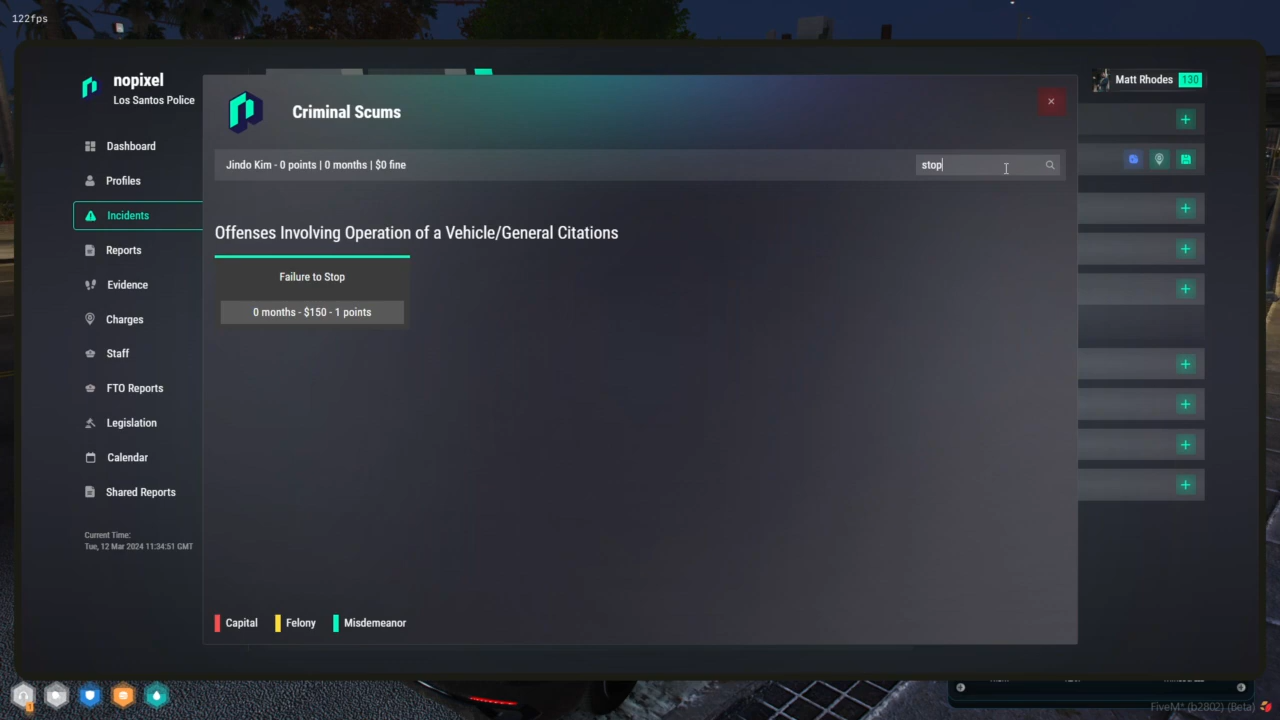 122fps
nopixel
Los Santos Police
Criminal Scums
Matt Rhodes 130
Jindo Kim - 0 points | 0 months | $0 fine
stop
Dashboard
Profiles
Incidents
Reports
Evidence
Charges
Staff
FTO Reports
Legislation
Calendar
Shared Reports
Current Time:
Tue, 12 Mar 2024 11:34:51 GMT
Offenses Involving Operation of a Vehicle/General Citations
Failure to Stop
0 months - $150 - 1 points
Capital
Felony
Misdemeanor
FiveM* (b2802) (Beta)